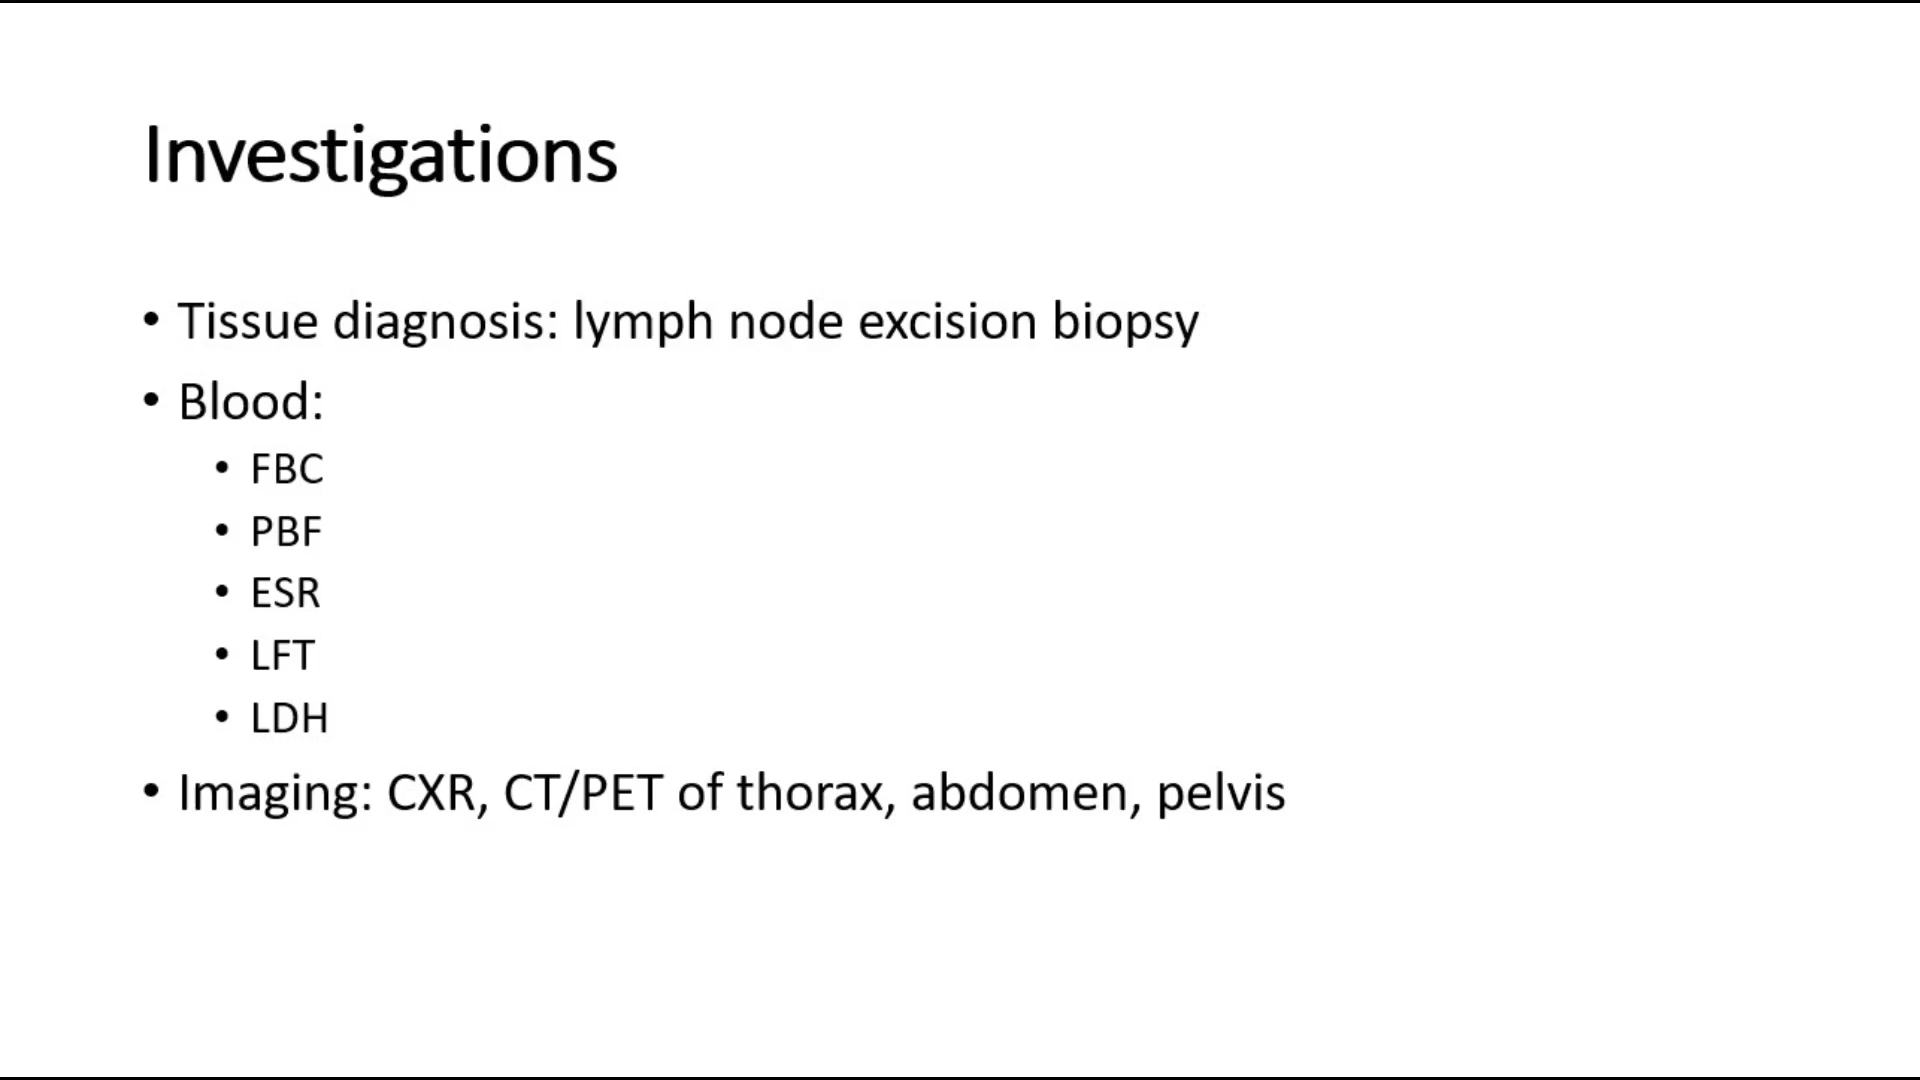 Investigations
• Tissue diagnosis: lymph node excision biopsy
• Blood:
• FBC
• PBF
• ESR
• LFT
• LDH
• Imaging: CXR, CT/PET of thorax, abdomen, pelvis